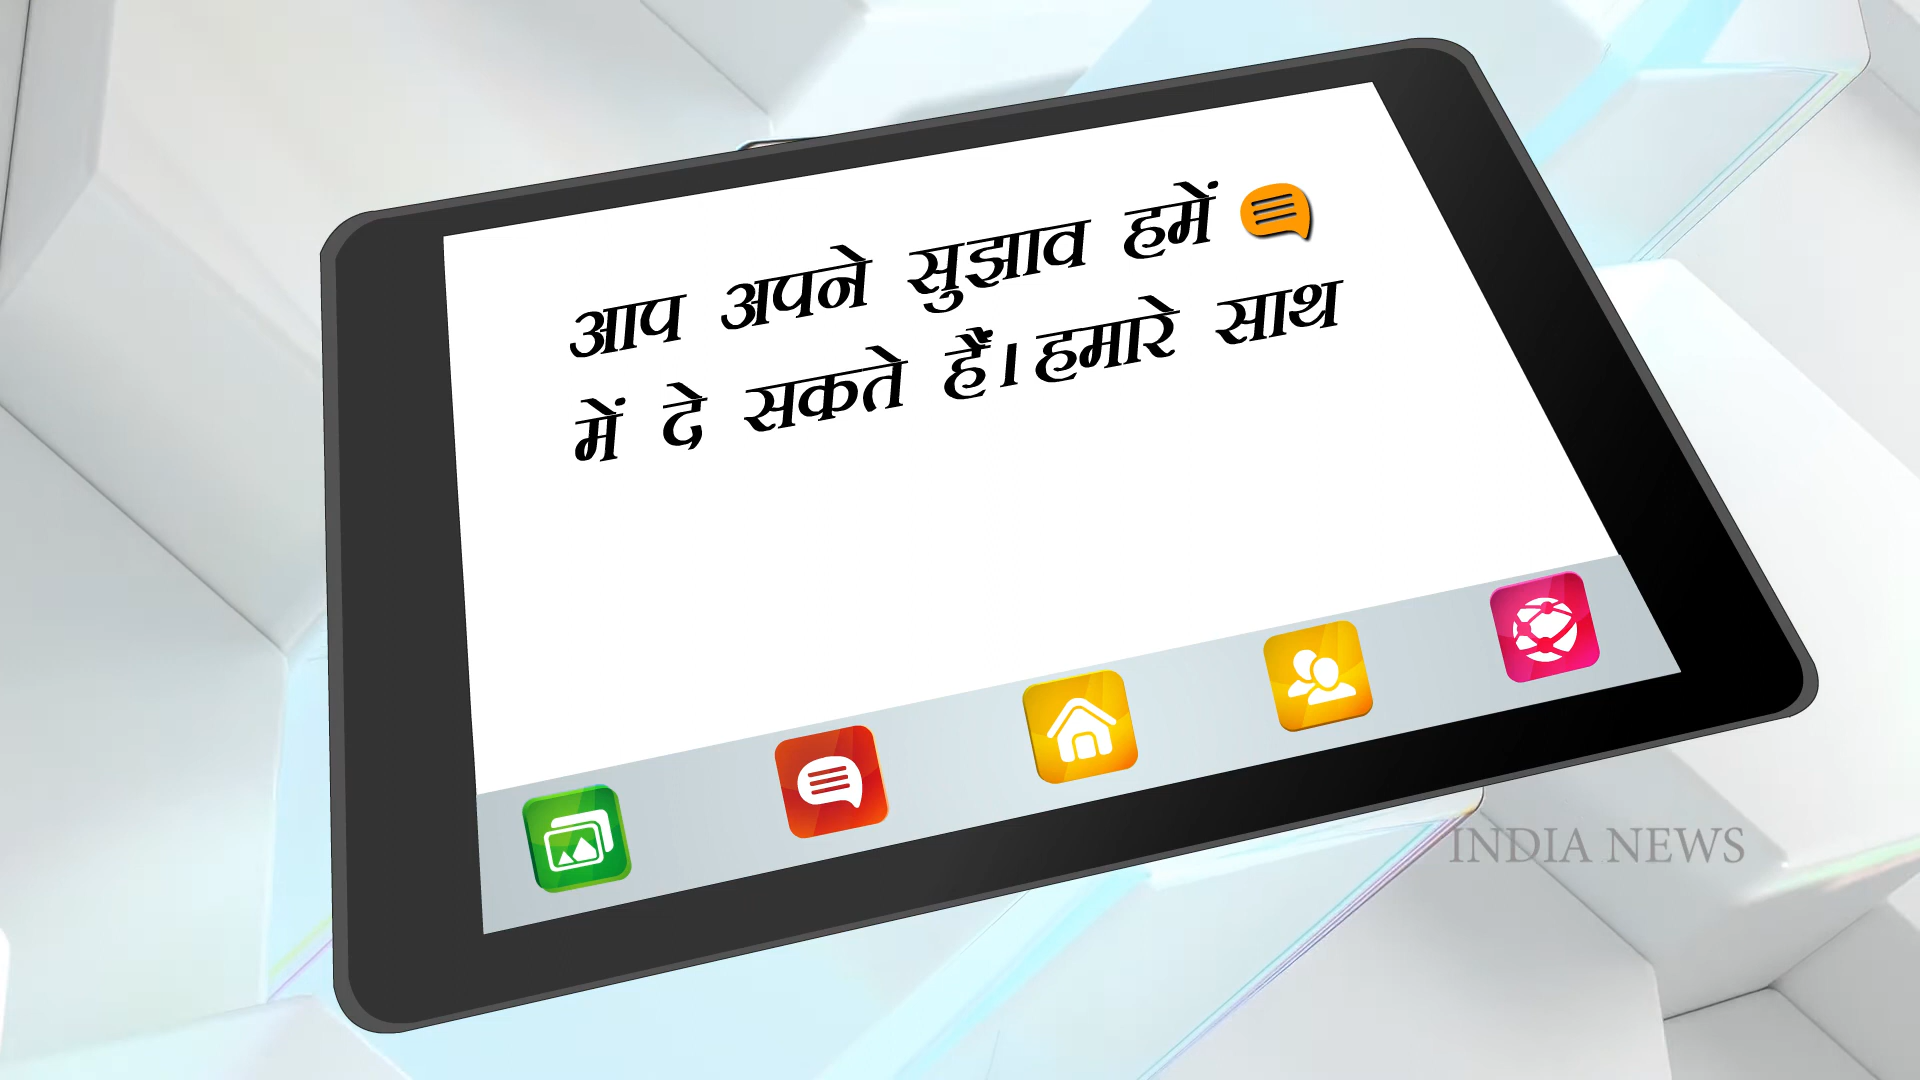 आप अपने सुझाव हमें
में दे सकते हैं। हमारे साथ
INDIA NEWS